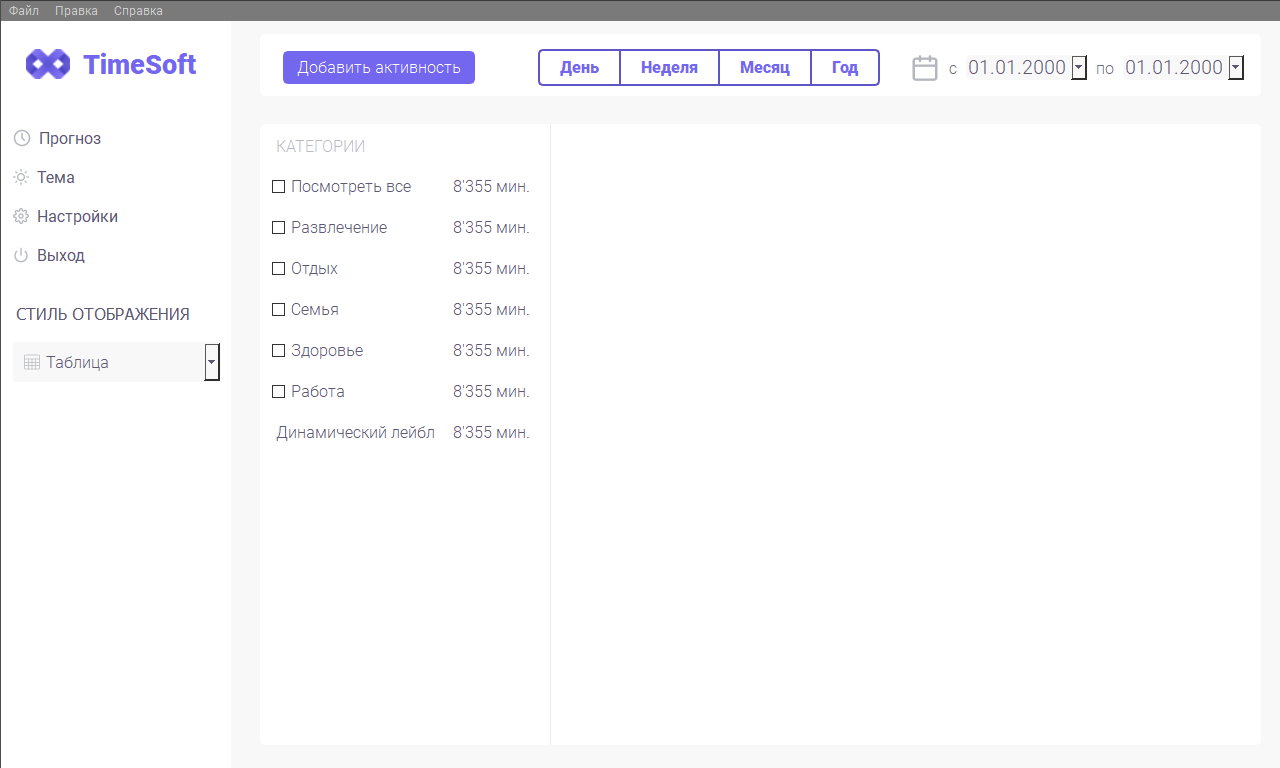 Файл Правка Справка
TimeSoft
Прогноз
Тема
Настройки
Выход
СТИЛЬ ОТОБРАЖЕНИЯ
Таблица
Добавить активность
День Неделя Месяц Год
с 01.01.2000 по 01.01.2000
КАТЕГОРИИ
Посмотреть все 8'355 мин.
Развлечение 8'355 мин.
Отдых 8'355 мин.
Семья 8'355 мин.
Здоровье 8'355 мин.
Работа 8'355 мин.
Динамический лейбл 8'355 мин.